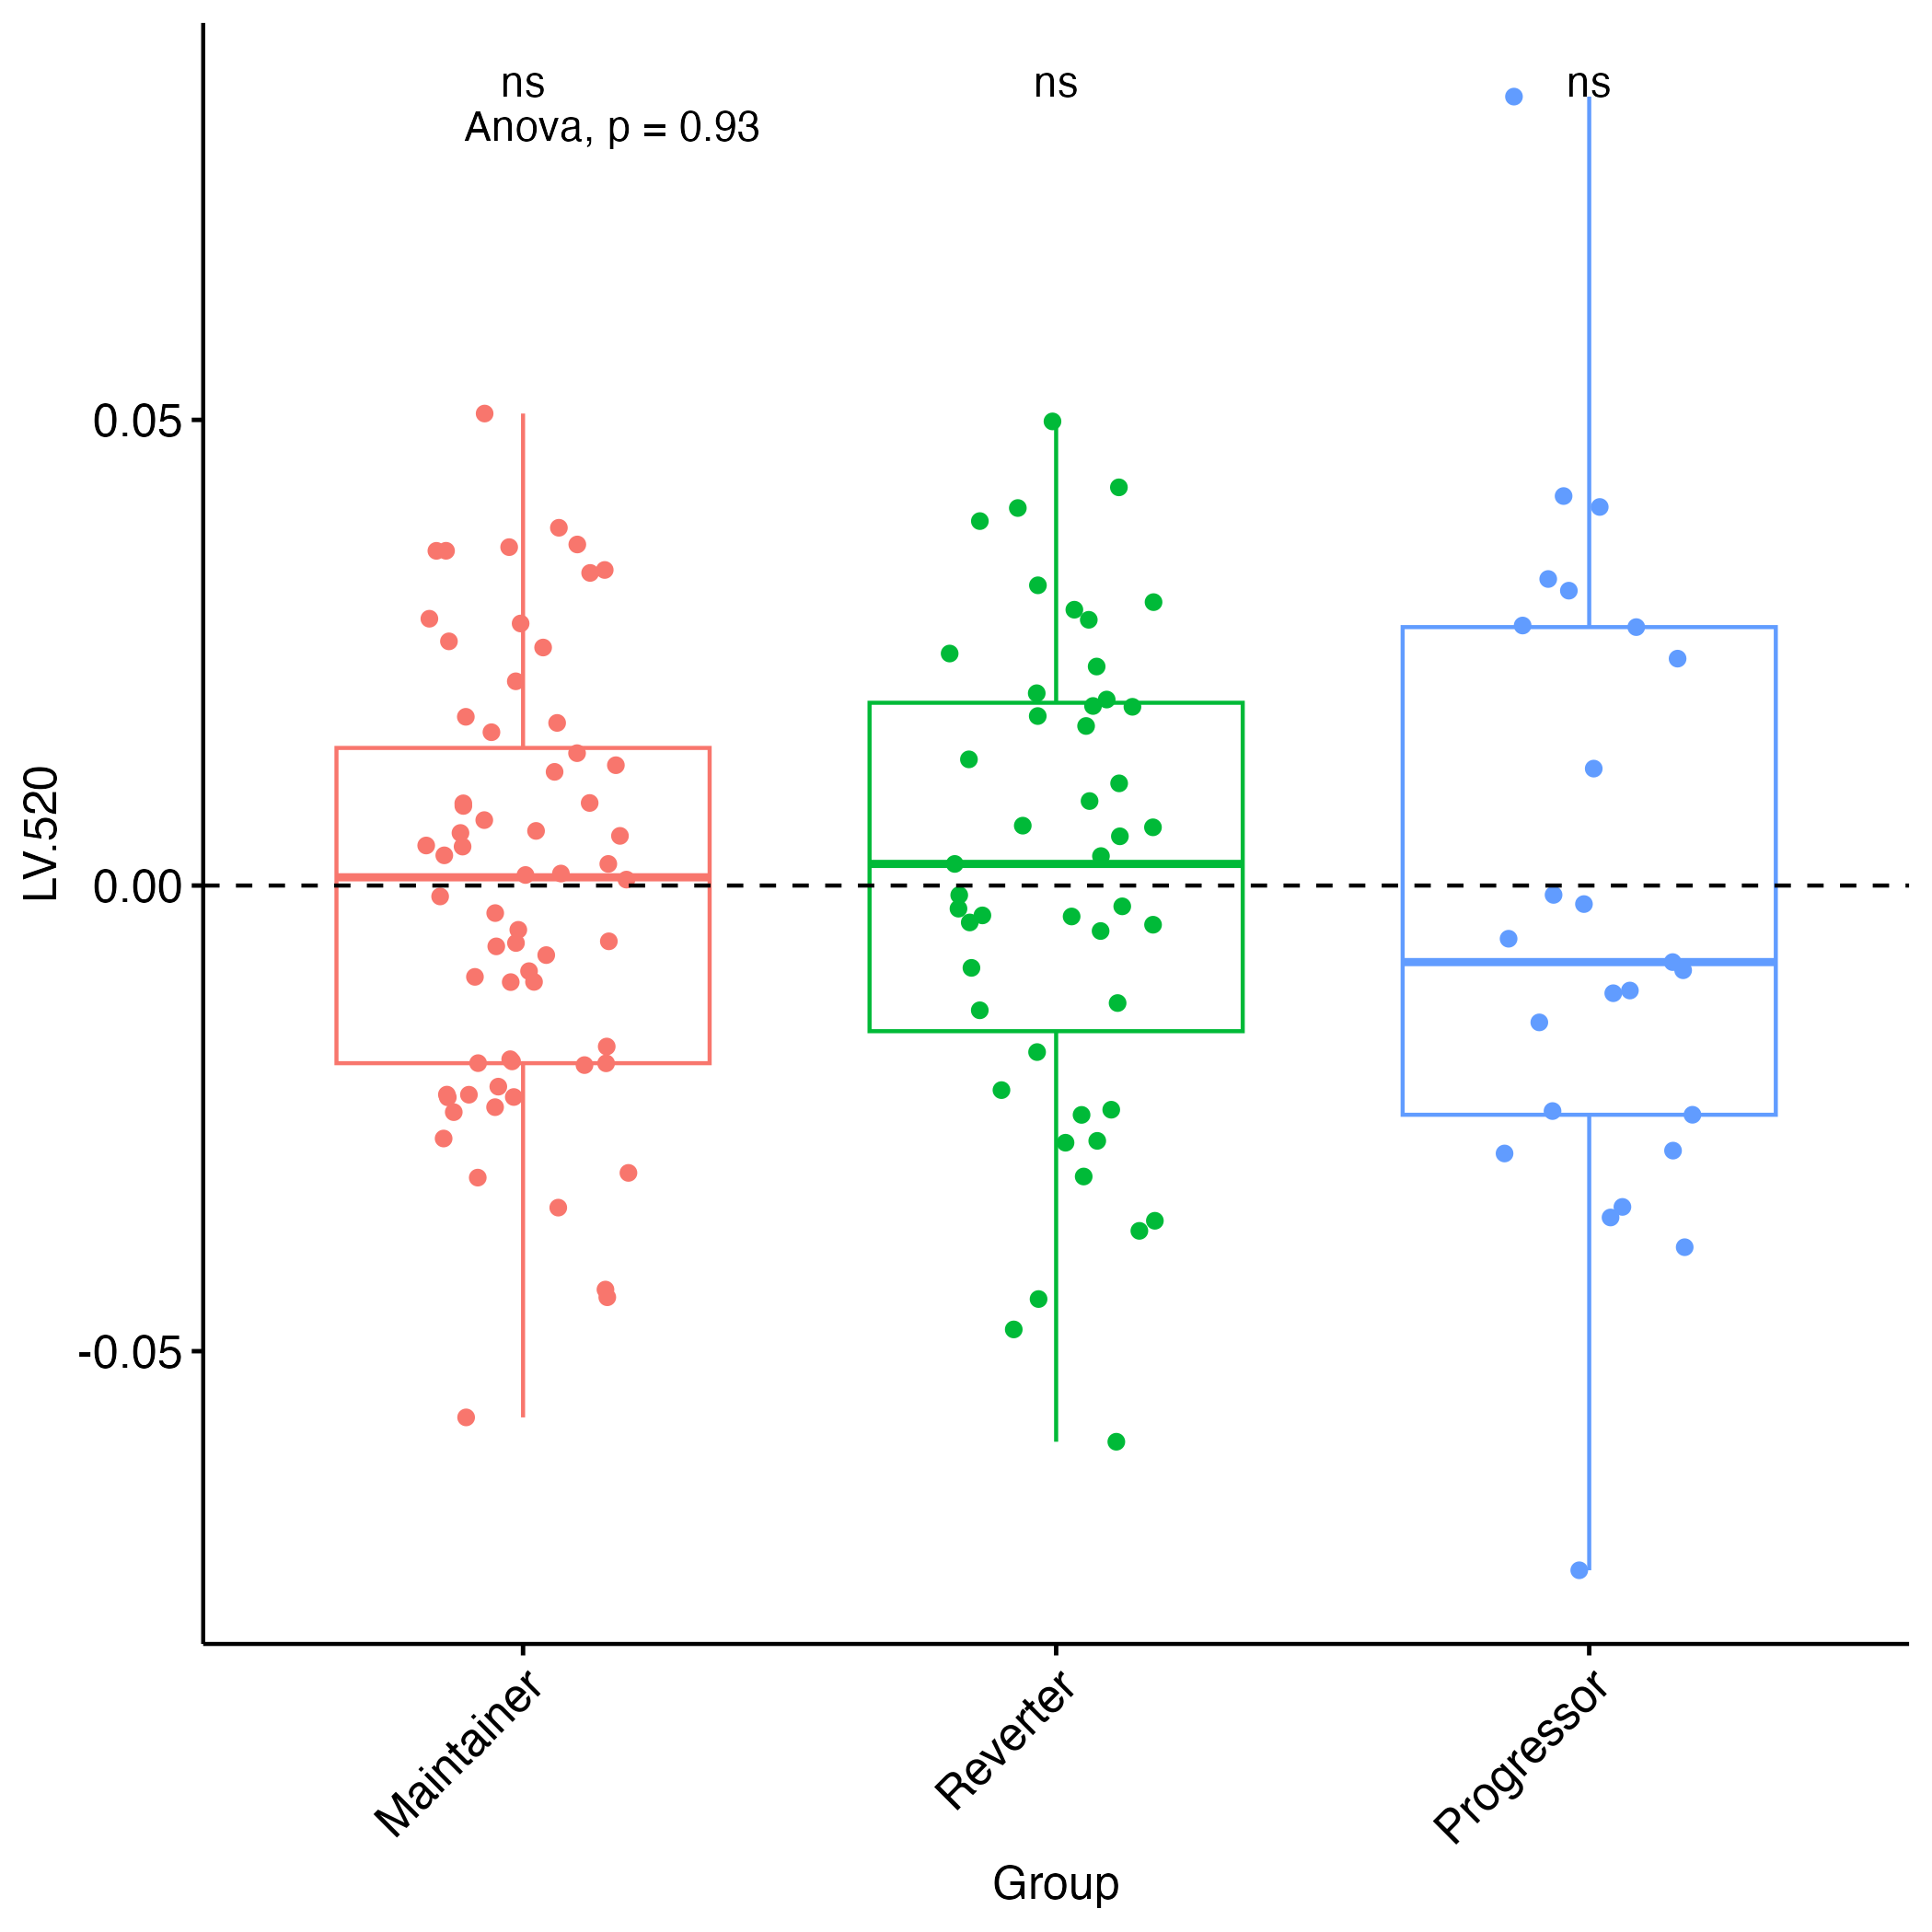 ns ns ns
Anova, p = 0.93
0.05
0.00
-0.05
LV.520
Maintainer
Reverter
Progressor
Group